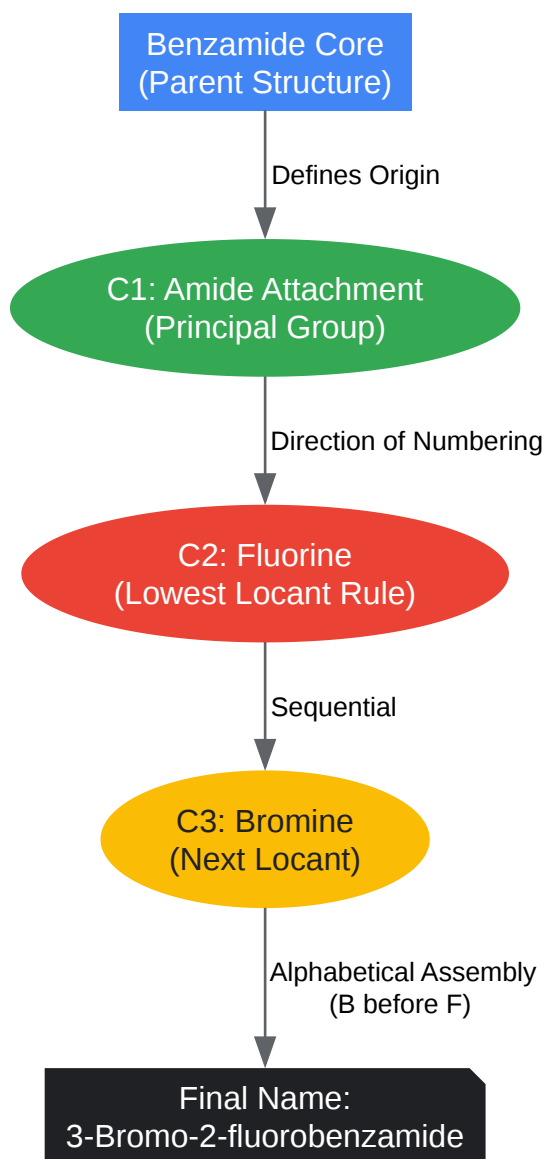 Benzamide Core
(Parent Structure)
Defines Origin
C1: Amide Attachment
(Principal Group)
Direction of Numbering
C2: Fluorine
(Lowest Locant Rule)
Sequential
C3: Bromine
(Next Locant)
Alphabetical Assembly
(B before F)
Final Name:
3-Bromo-2-fluorobenzamide